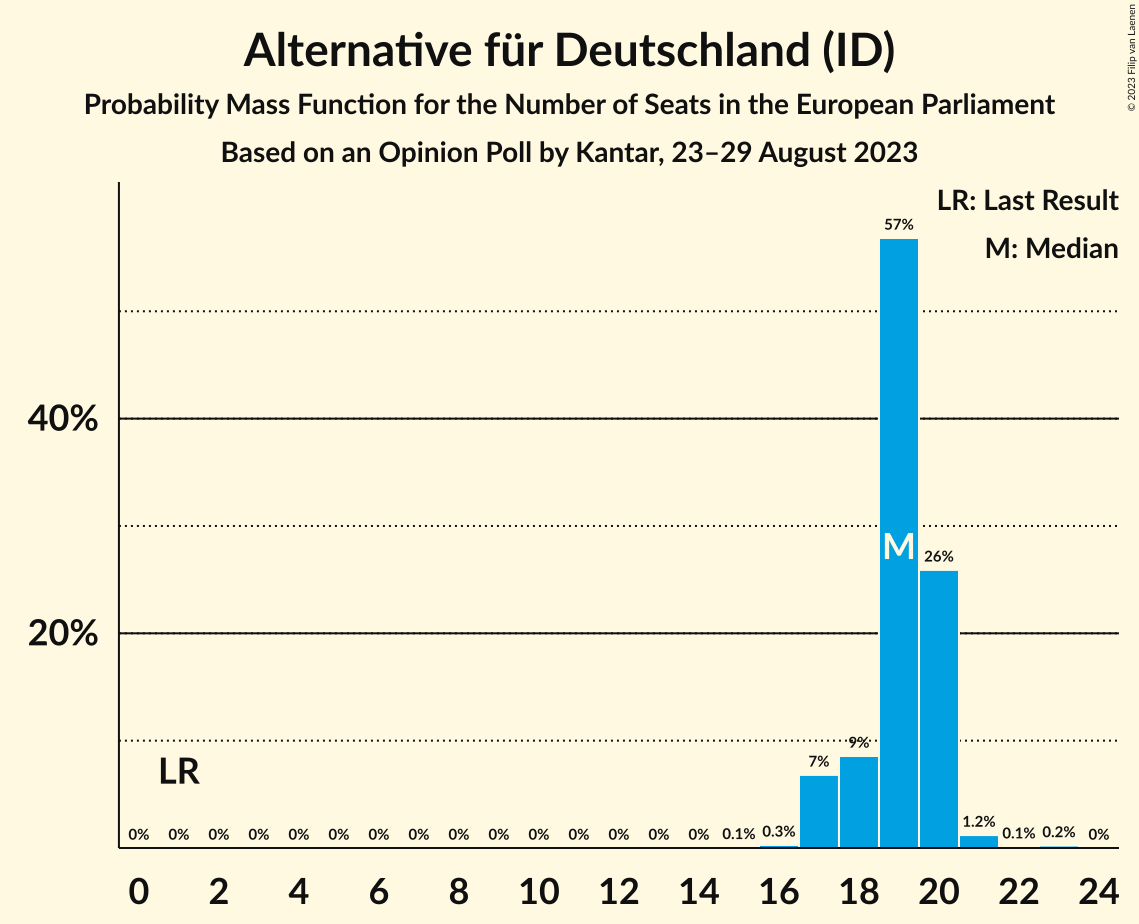 Alternative für Deutschland (ID)
Probability Mass Function for the Number of Seats in the European Parliament
Based on an Opinion Poll by Kantar, 23–29 August 2023
© 2023 Filip van Laenen
LR: Last Result
M: Median
57%
40%
M
26%
20%
9%
7%
LR
0% 0% 0% 0% 0% 0% 0% 0% 0% 0% 0% 0% 0% 0% 0% 0.1% 0.3% 1.2% 0.1% 0.2% 0%
0 2 4 6 8 10 12 14 16 18 20 22 24